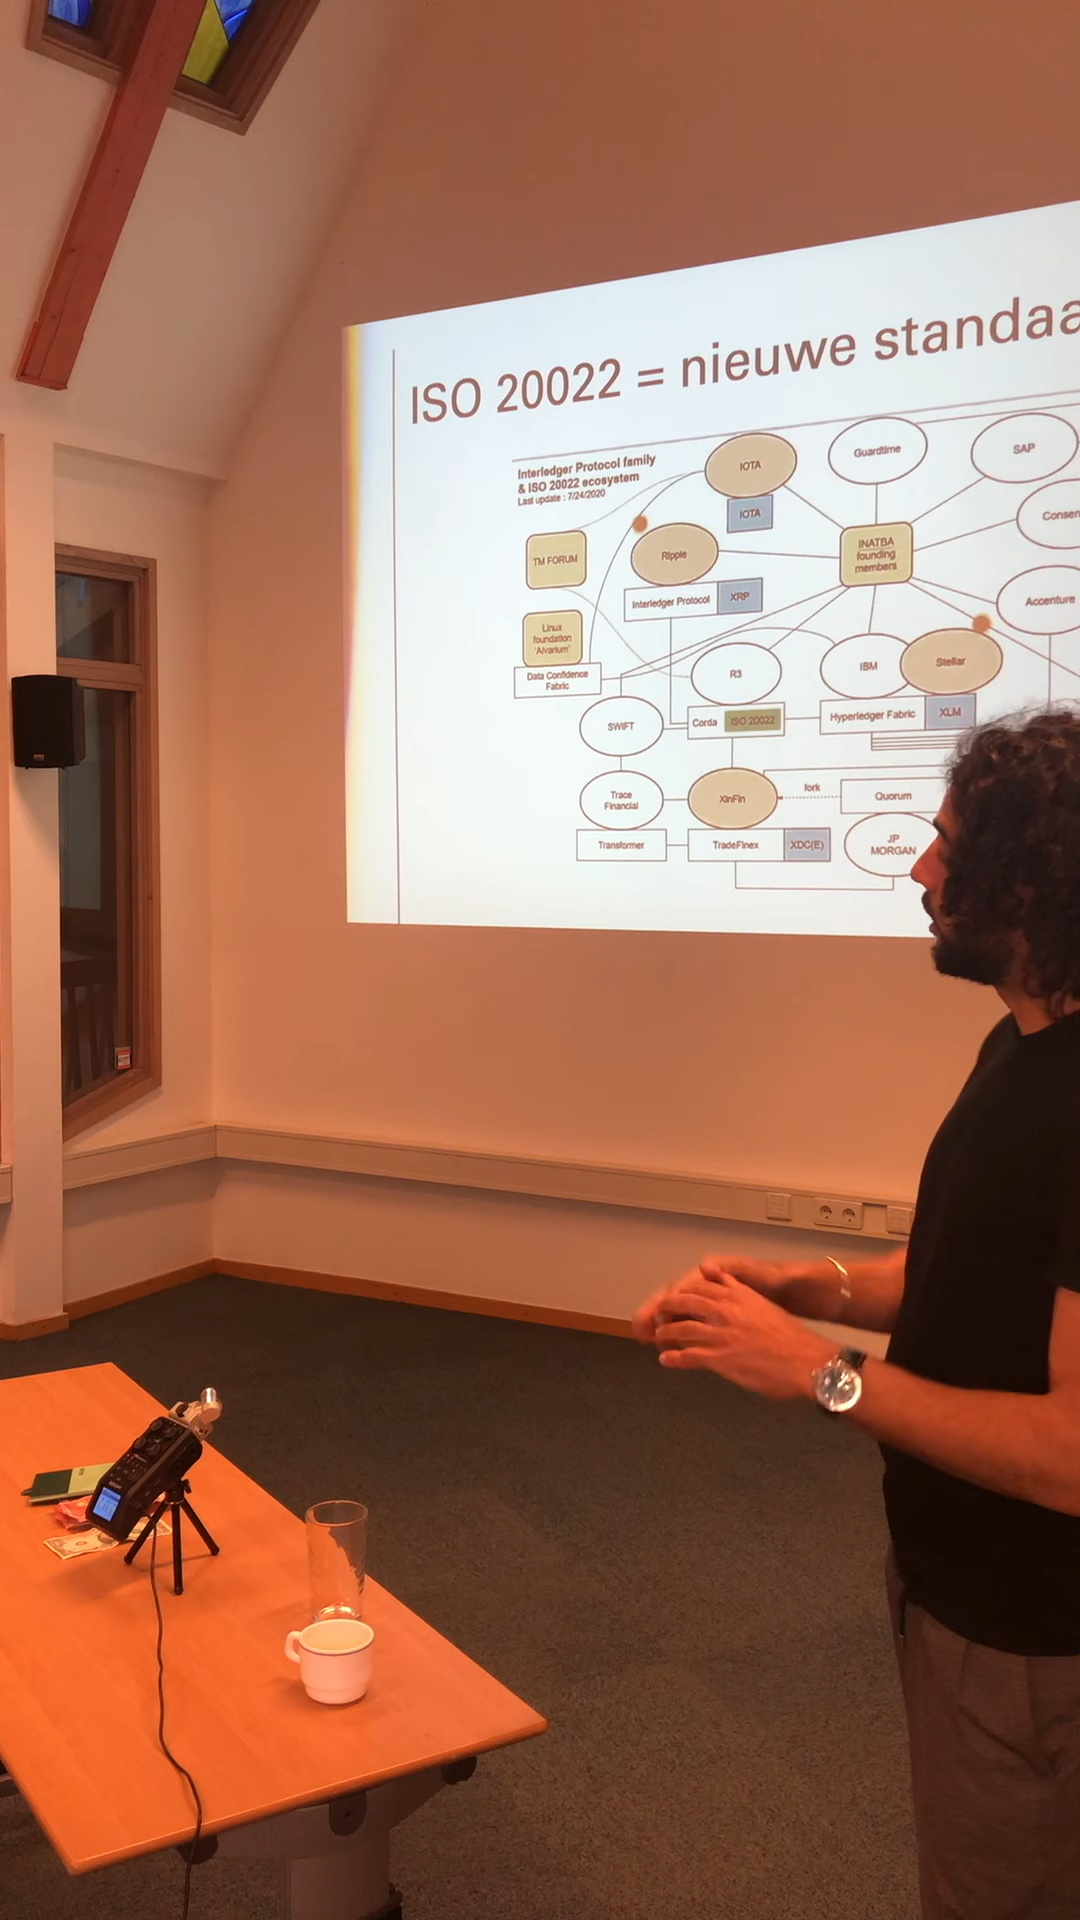 ISO 20022 = nieuwe standaa
Interledger Protocol family
& ISO 20022 ecosystem
Last update : 7/24/2020
IOTA
IOTA
Guardtime
SAP
Consen
TM FORUM
Ripple
INATBA
founding
members
Interledger Protocol
XRP
Accenture
Linux
foundation
'Alvarium'
Data Confidence
Fabric
R3
IBM
Stellar
SWIFT
Corda
ISO 20022
Hyperledger Fabric
XLM
Trace
Financial
XinFin
fork
Quorum
Transformer
TradeFinex
XDC(E)
JP
MORGAN